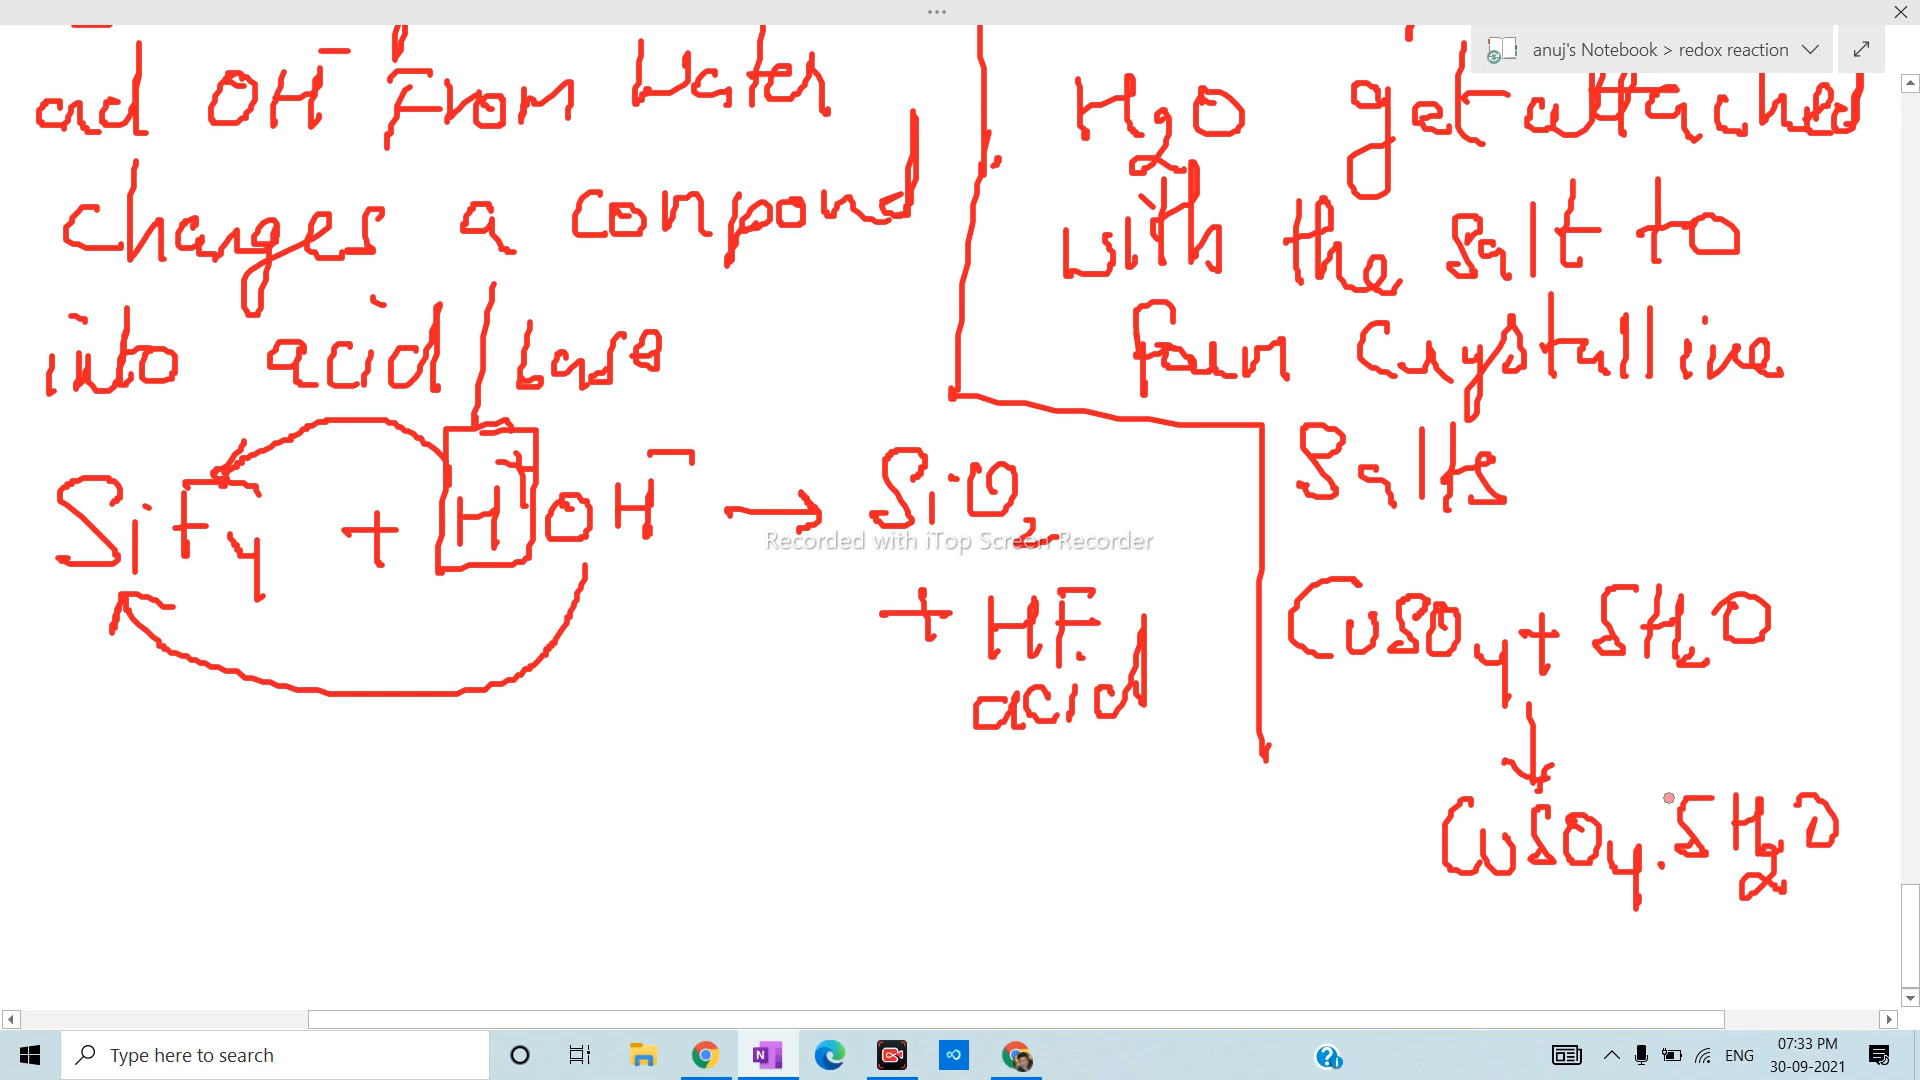 anuj's Notebook > redox reaction
and OH⁻ from water
changes a compound
into acid / base
SiF₄ + H⁺OH⁻ → SiO₂
+ HF.
acid
H₂O get attached
with the salt to
form crystalline
salts
CuSO₄ + 5H₂O
↓
CuSO₄.5H₂O
Recorded with iTop Screen Recorder
Type here to search
ENG
07:33 PM
30-09-2021